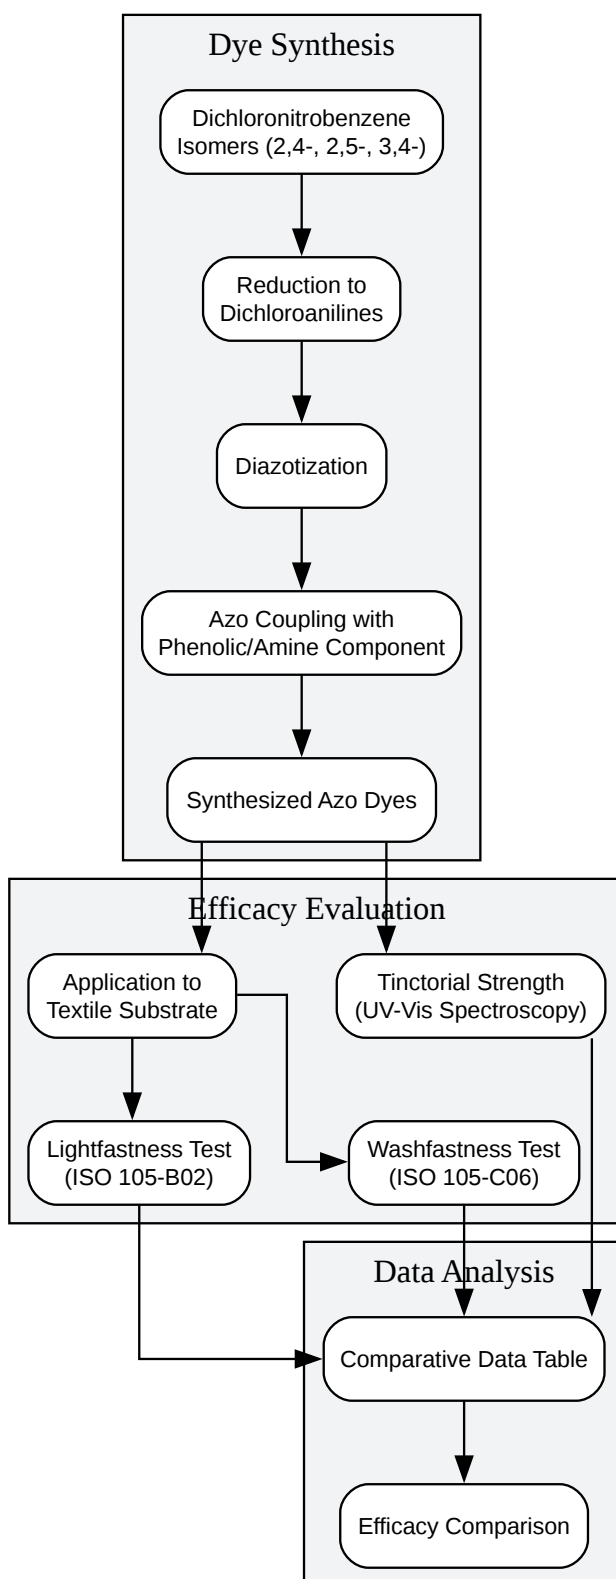 Dye Synthesis
Dichloronitrobenzene
Isomers (2,4-, 2,5-, 3,4-)
Reduction to
Dichloroanilines
Diazotization
Azo Coupling with
Phenolic/Amine Component
Synthesized Azo Dyes
Efficacy Evaluation
Application to
Textile Substrate
Tinctorial Strength
(UV-Vis Spectroscopy)
Lightfastness Test
(ISO 105-B02)
Washfastness Test
(ISO 105-C06)
Data Analysis
Comparative Data Table
Efficacy Comparison